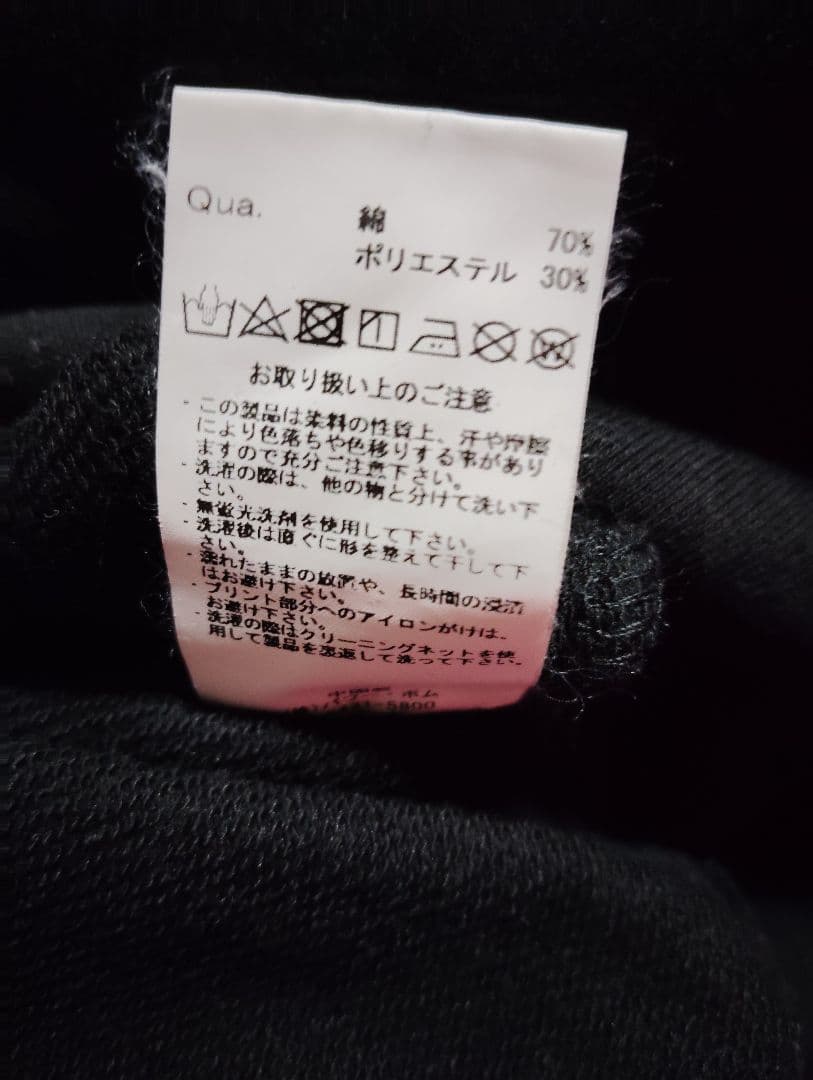 Qua.
綿 70%
ポリエステル 30%
お取り扱い上のご注意
・この製品は染料の性質上、汗や摩擦
により色落ちや色移りする事があり
ますので充分ご注意下さい。
・洗濯の際は、他の物と分けて洗い下
さい。
・無蛍光洗剤を使用して下さい。
・洗濯後は直ぐに形を整えて干して下
さい。
・濡れたままの放置や、長時間の浸漬
はお避け下さい。
・プリント部分へのアイロンがけは、
お避け下さい。
・洗濯の際はクリーニングネットを使
用して製品を裏返して洗って下さい。
中国製
ボム
5800